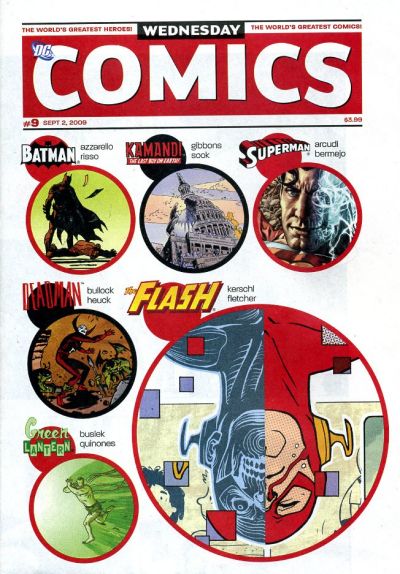 THE WORLD'S GREATEST HEROES! WEDNESDAY THE WORLD'S GREATEST COMICS!
DC
COMICS
#9 SEPT 2, 2009 $3.99
BATMAN azzarello
risso
KAMANDI gibbons
THE LAST BOY ON EARTH! sook
SUPERMAN arcudi
bermejo
DEADMAN bullock
heuck
The FLASH kerschl
fletcher
Green busiek
LANTERN quinones